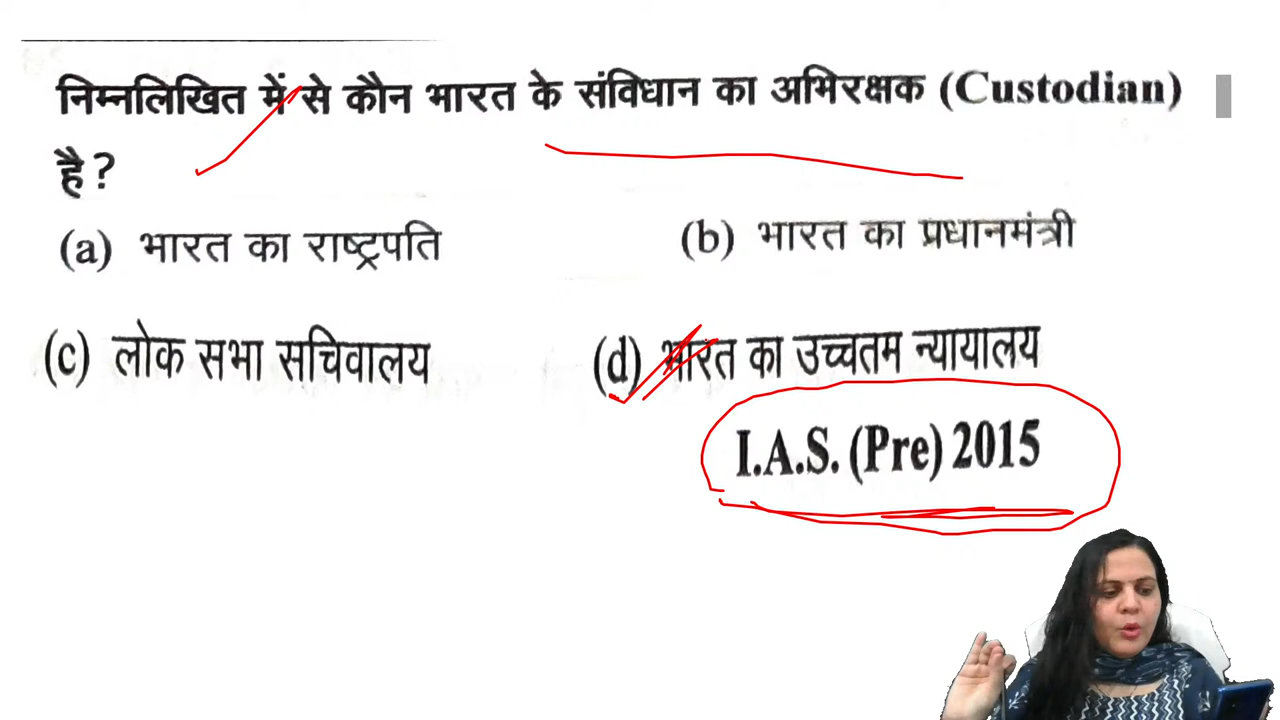 निम्नलिखित में से कौन भारत के संविधान का अभिरक्षक (Custodian)
है?
(a) भारत का राष्ट्रपति (b) भारत का प्रधानमंत्री
(c) लोक सभा सचिवालय (d) भारत का उच्चतम न्यायालय
I.A.S. (Pre) 2015